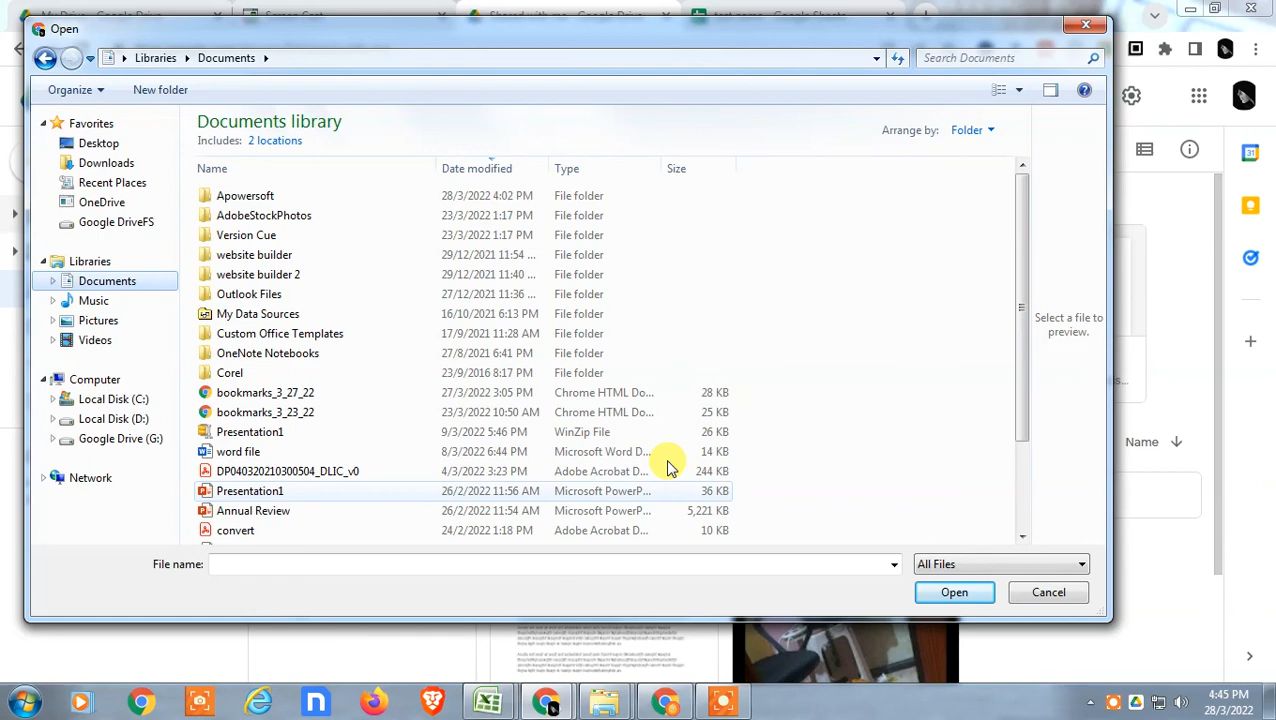 Open
Libraries
Documents
Search Documents
Organize
New folder
Favorites
Desktop
Downloads
Recent Places
OneDrive
Google DriveFS
Libraries
Documents
Music
Pictures
Videos
Computer
Local Disk (C:)
Local Disk (D:)
Google Drive (G:)
Network
Documents library
Includes: 2 locations
Arrange by: Folder
Name Date modified Type Size
Apowersoft 28/3/2022 4:02 PM File folder
AdobeStockPhotos 23/3/2022 1:17 PM File folder
Version Cue 23/3/2022 1:17 PM File folder
website builder 29/12/2021 11:54 ... File folder
website builder 2 29/12/2021 11:40 ... File folder
Outlook Files 27/12/2021 11:36 ... File folder
My Data Sources 16/10/2021 6:13 PM File folder
Custom Office Templates 17/9/2021 11:28 AM File folder
OneNote Notebooks 27/8/2021 6:41 PM File folder
Corel 23/9/2016 8:17 PM File folder
bookmarks_3_27_22 27/3/2022 3:05 PM Chrome HTML Do... 28 KB
bookmarks_3_23_22 23/3/2022 10:50 AM Chrome HTML Do... 25 KB
Presentation1 9/3/2022 5:46 PM WinZip File 26 KB
word file 8/3/2022 6:44 PM Microsoft Word D... 14 KB
DP040320210300504_DLIC_v0 4/3/2022 3:23 PM Adobe Acrobat D... 244 KB
Presentation1 26/2/2022 11:56 AM Microsoft PowerP... 36 KB
Annual Review 26/2/2022 11:54 AM Microsoft PowerP... 5,221 KB
convert 24/2/2022 1:18 PM Adobe Acrobat D... 10 KB
Select a file to
preview.
Name
File name:
All Files
Open
Cancel
4:45 PM
28/3/2022